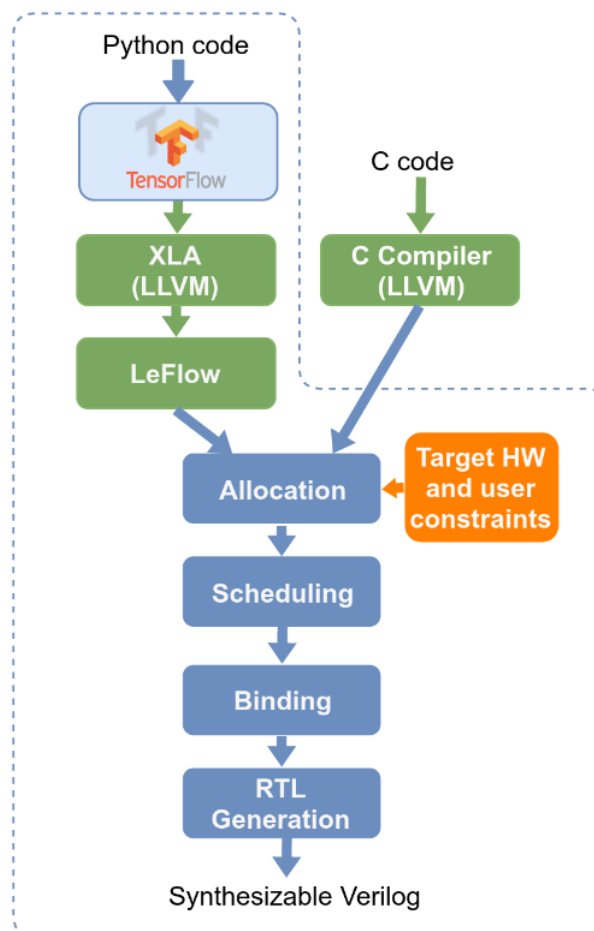 Python code
TF
TensorFlow
C code
XLA
(LLVM)
C Compiler
(LLVM)
LeFlow
Target HW
and user
constraints
Allocation
Scheduling
Binding
RTL
Generation
Synthesizable Verilog